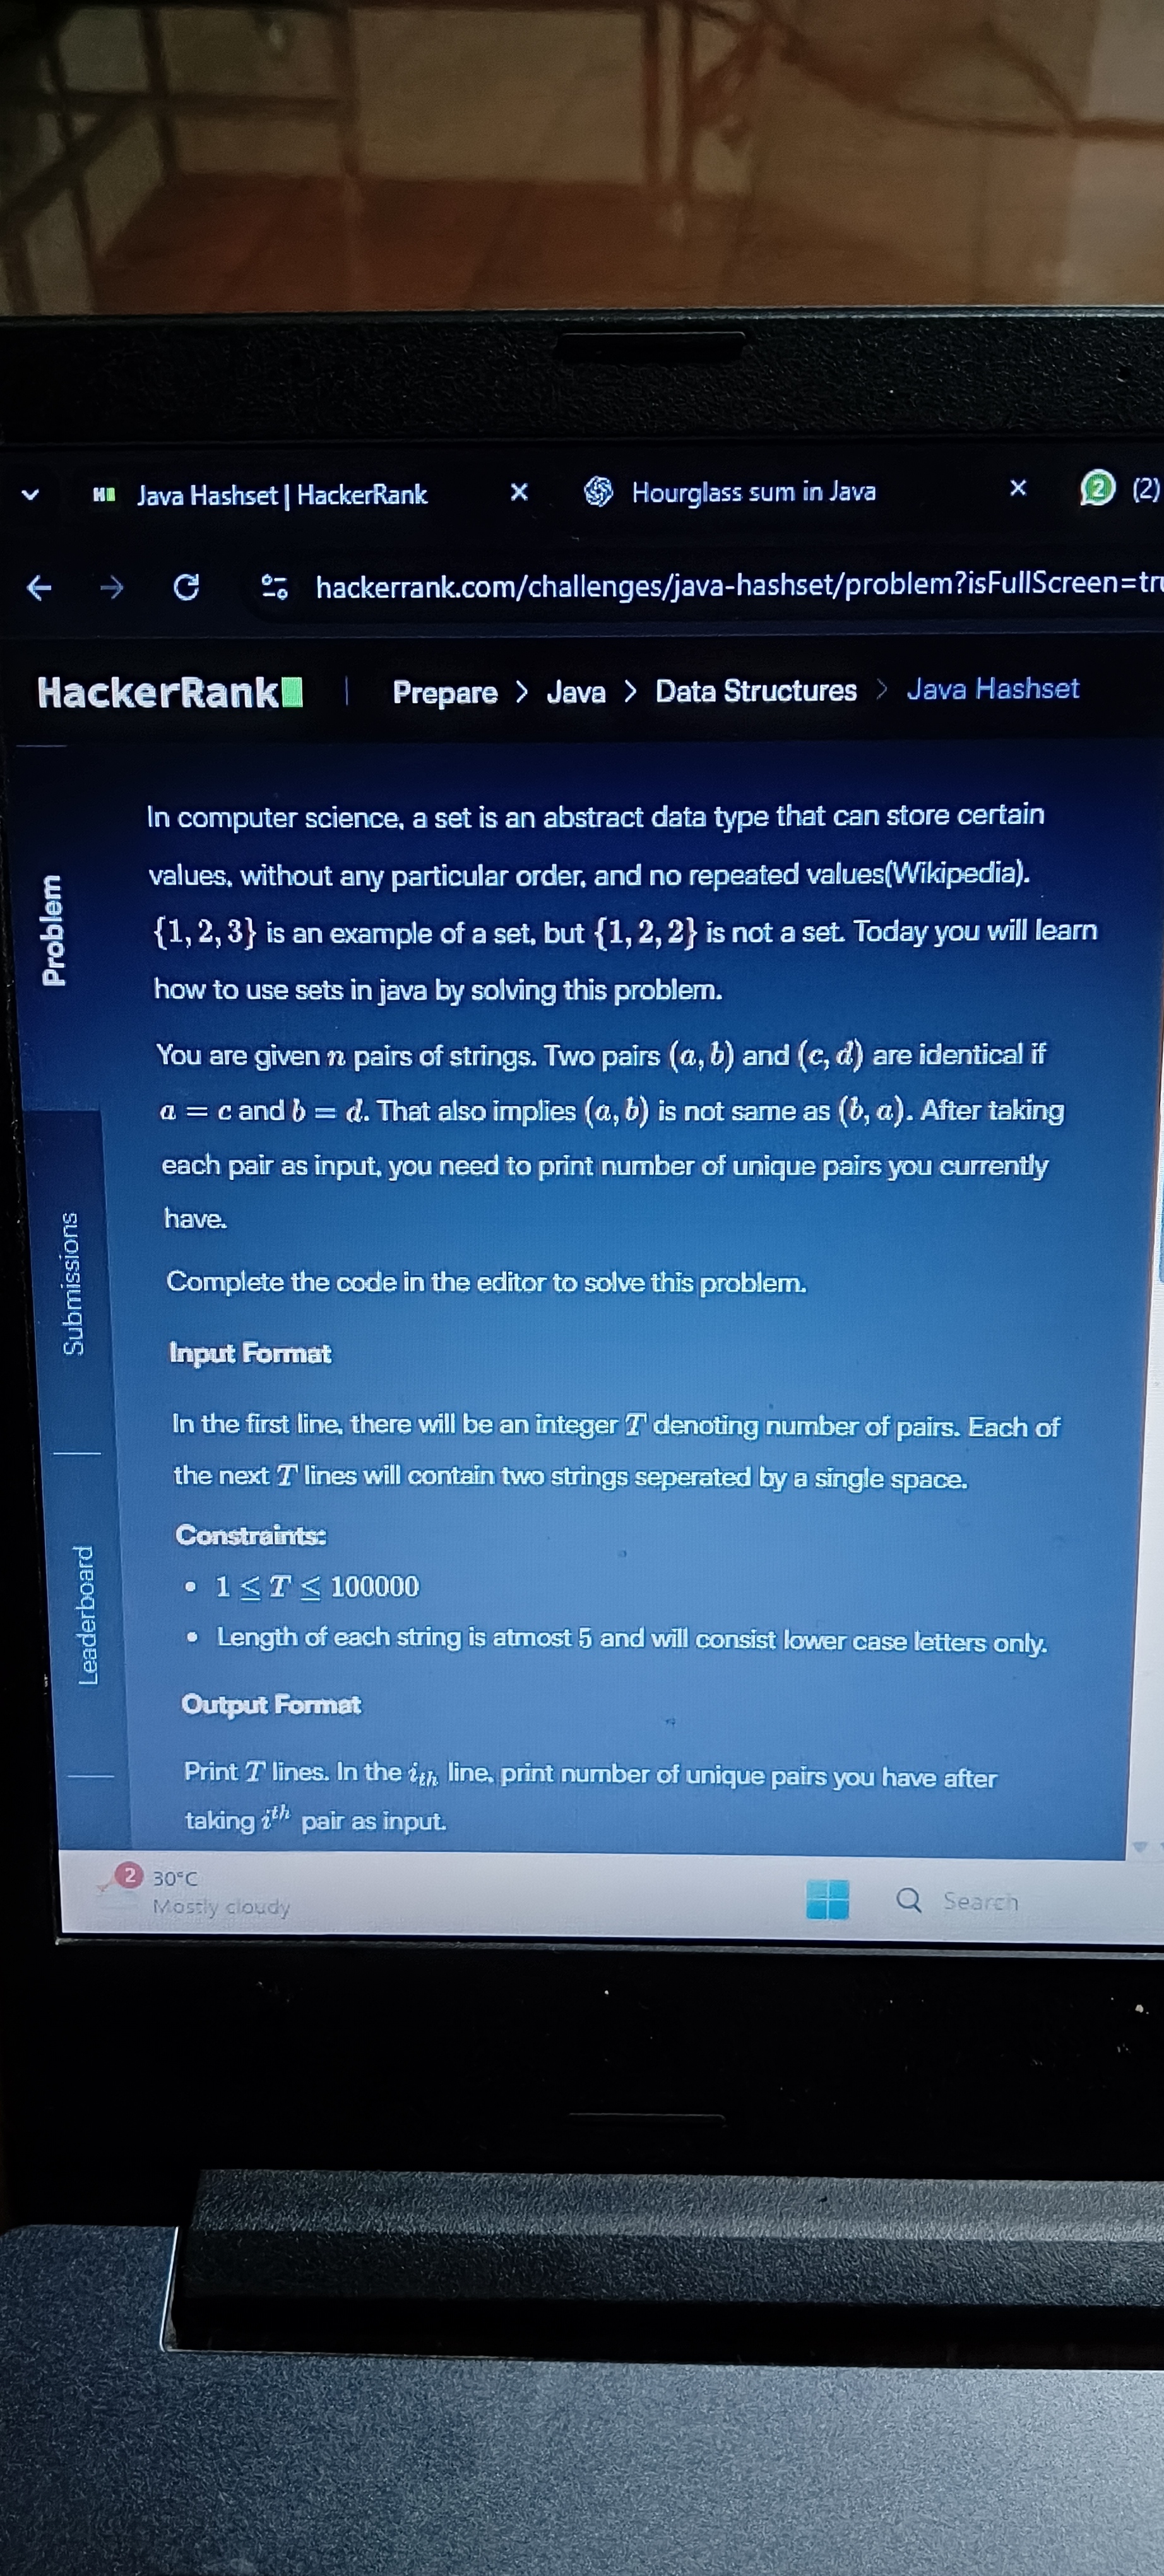 Java Hashset | HackerRank
Hourglass sum in Java
2 (2)
hackerrank.com/challenges/java-hashset/problem?isFullScreen=tru
HackerRank | Prepare > Java > Data Structures > Java Hashset
Problem
Submissions
Leaderboard
In computer science, a set is an abstract data type that can store certain
values, without any particular order, and no repeated values(Wikipedia).
{1, 2, 3} is an example of a set, but {1, 2, 2} is not a set. Today you will learn
how to use sets in java by solving this problem.
You are given n pairs of strings. Two pairs (a, b) and (c, d) are identical if
a = c and b = d. That also implies (a, b) is not same as (b, a). After taking
each pair as input, you need to print number of unique pairs you currently
have.
Complete the code in the editor to solve this problem.
Input Format
In the first line, there will be an integer T denoting number of pairs. Each of
the next T lines will contain two strings seperated by a single space.
Constraints:
• 1 ≤ T ≤ 100000
• Length of each string is atmost 5 and will consist lower case letters only.
Output Format
Print T lines. In the i_th line, print number of unique pairs you have after
taking i^th pair as input.
2 30°C
Mostly cloudy
Search